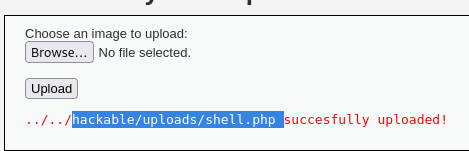 Choose an image to upload:
Browse... No file selected.
Upload
../../hackable/uploads/shell.php succesfully uploaded!